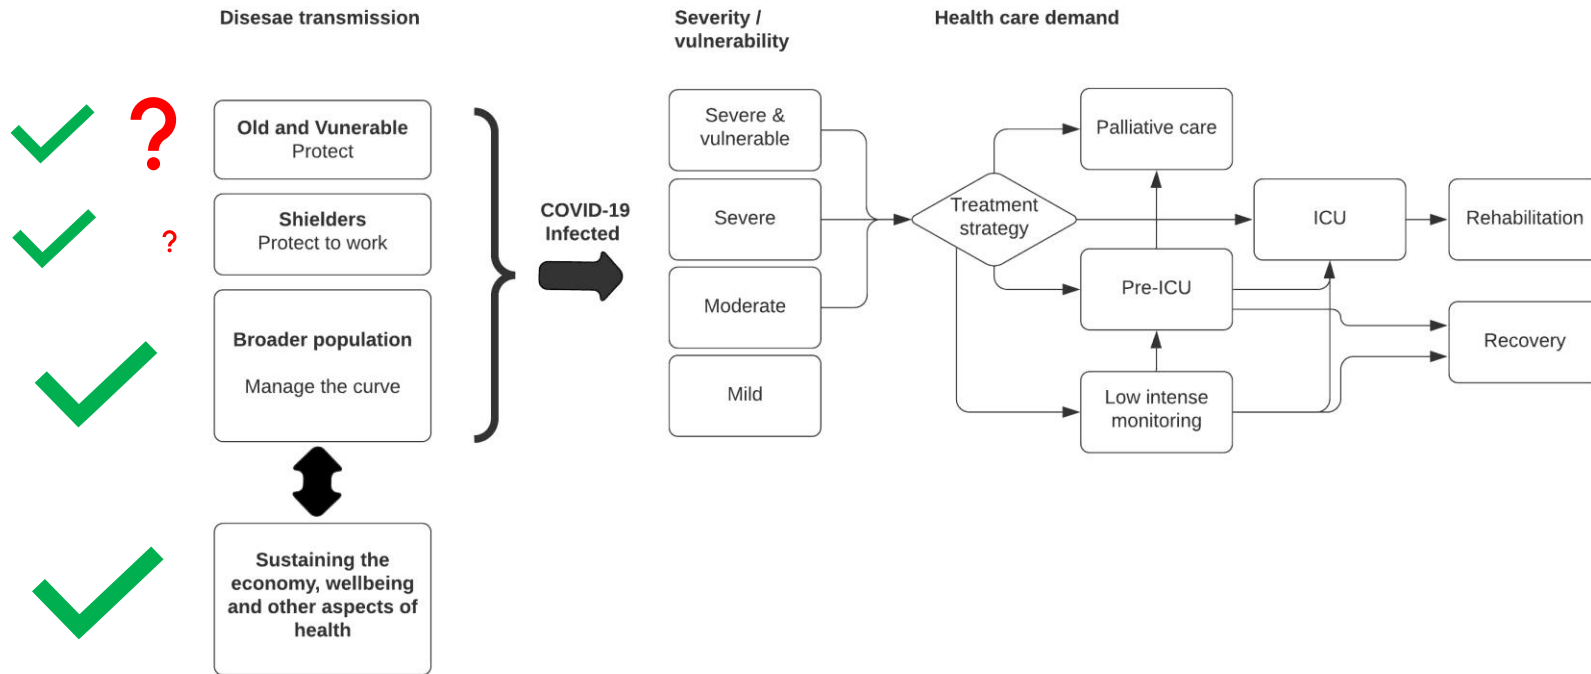 Disesae transmission
Severity /
vulnerability
Health care demand
?
Old and Vunerable
Protect
?
Shielders
Protect to work
Broader population
Manage the curve
Sustaining the
economy, wellbeing
and other aspects of
health
COVID-19
Infected
Severe &
vulnerable
Severe
Moderate
Mild
Treatment
strategy
Palliative care
Pre-ICU
Low intense
monitoring
ICU
Rehabilitation
Recovery